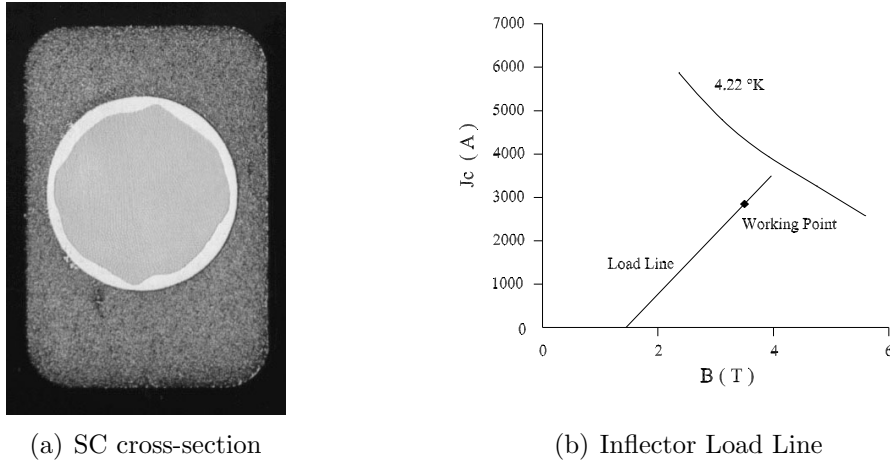 7000
6000
5000
4000
3000
2000
1000
0
Jc ( A )
4.22 °K
Working Point
Load Line
0 2 4 6
B ( T )
(a) SC cross-section
(b) Inflector Load Line